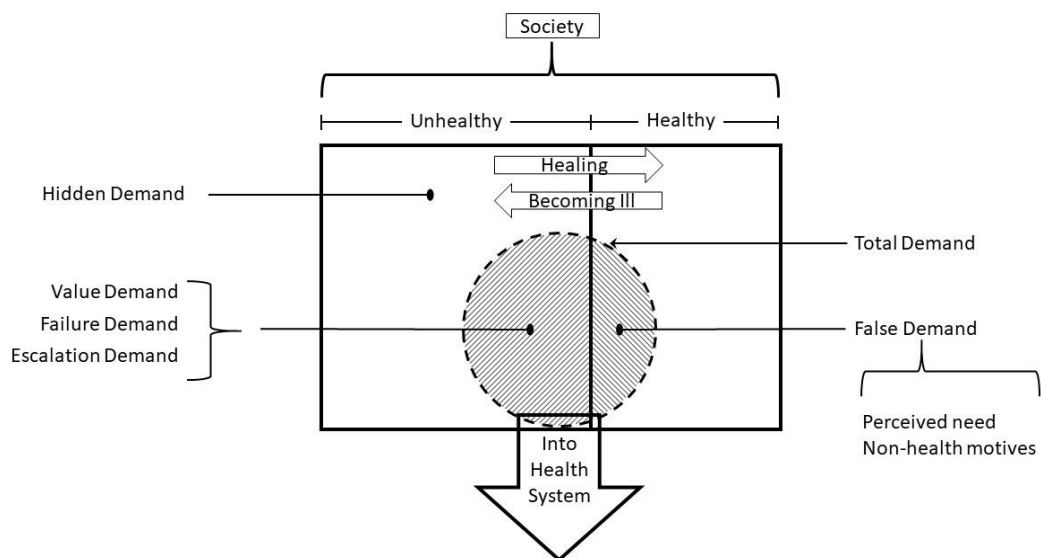 Society
Unhealthy
Healthy
Healing
Becoming Ill
Hidden Demand
Total Demand
Value Demand
Failure Demand
Escalation Demand
False Demand
Perceived need
Non-health motives
Into
Health
System